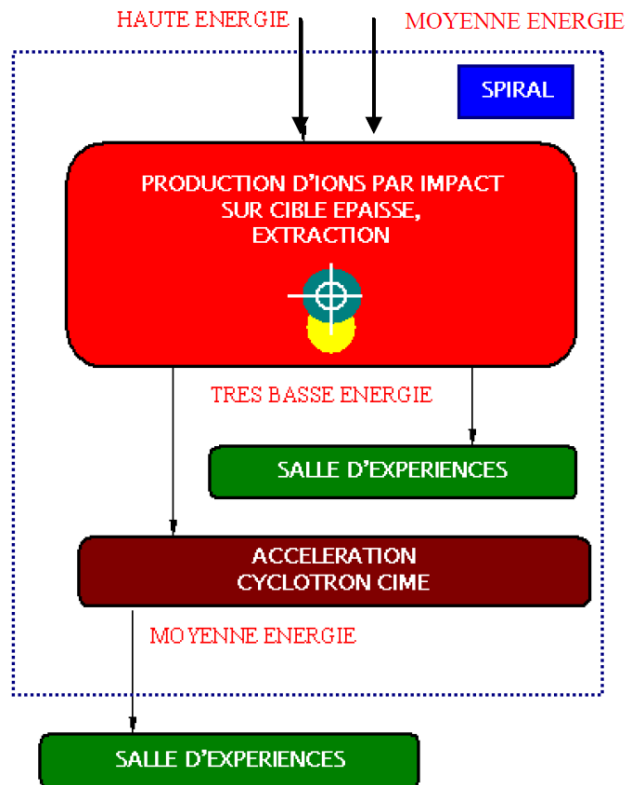 HAUTE ENERGIE
MOYENNE ENERGIE
SPIRAL
PRODUCTION D'IONS PAR IMPACT
SUR CIBLE EPAISSE,
EXTRACTION
TRES BASSE ENERGIE
SALLE D'EXPERIENCES
ACCELERATION
CYCLOTRON CIME
MOYENNE ENERGIE
SALLE D'EXPERIENCES